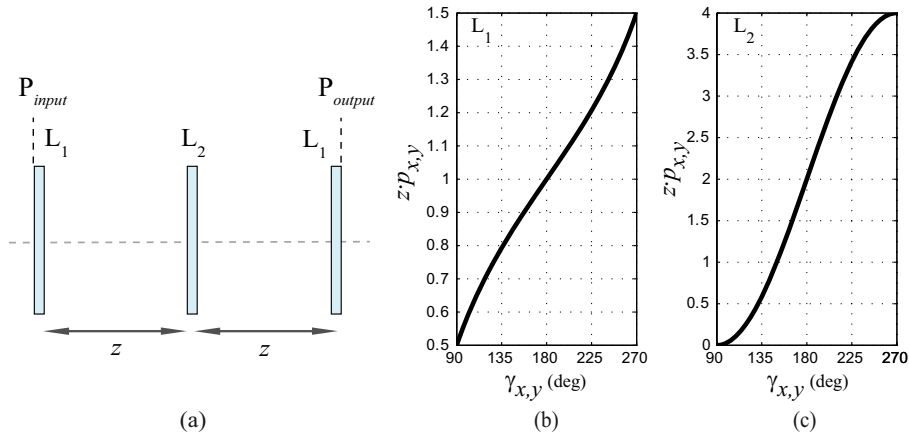 P_input
P_output
L_1
L_2
L_1
z
z
(a)
L_1
z·p_x,y
1.5
1.4
1.3
1.2
1.1
1
0.9
0.8
0.7
0.6
0.5
90
135
180
225
270
γ_x,y (deg)
(b)
L_2
z·p_x,y
4
3.5
3
2.5
2
1.5
1
0.5
0
90
135
180
225
270
γ_x,y (deg)
(c)